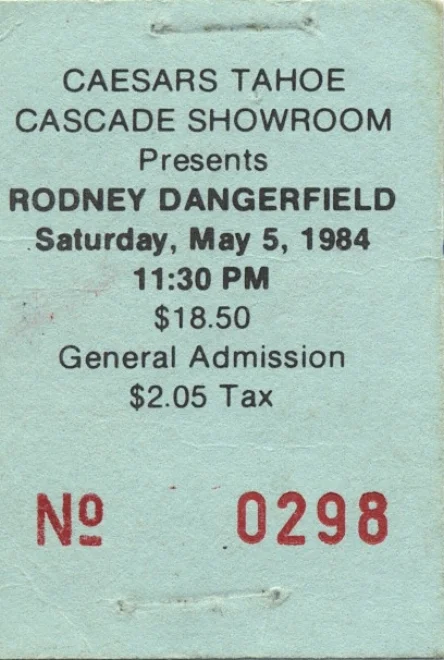 CAESARS TAHOE
CASCADE SHOWROOM
Presents
RODNEY DANGERFIELD
Saturday, May 5, 1984
11:30 PM
$18.50
General Admission
$2.05 Tax
Nº 0298